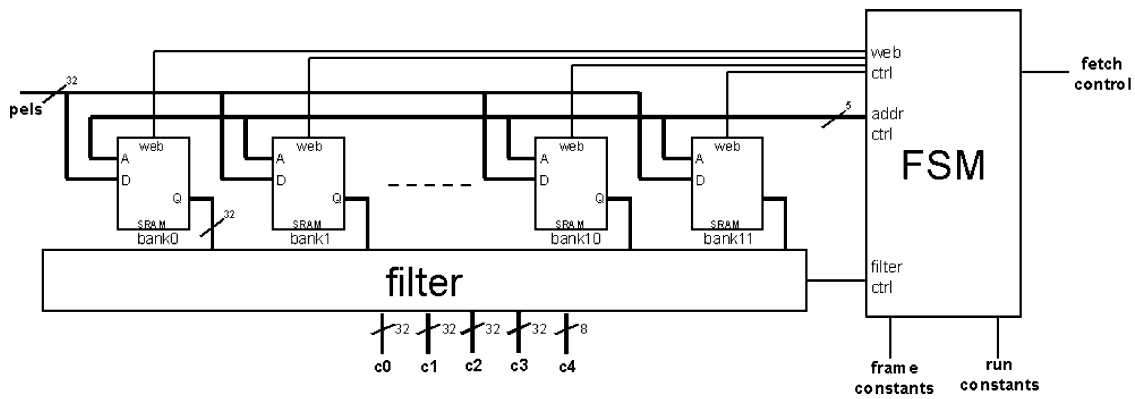 web
ctrl
fetch
control
32
pels
5
addr
ctrl
FSM
web
A
D
Q
SRAM
bank0
32
web
A
D
Q
SRAM
bank1
web
A
D
Q
SRAM
bank10
web
A
D
SRAM
bank11
filter
filter
ctrl
32
32
32
32
8
c0
c1
c2
c3
c4
frame
constants
run
constants